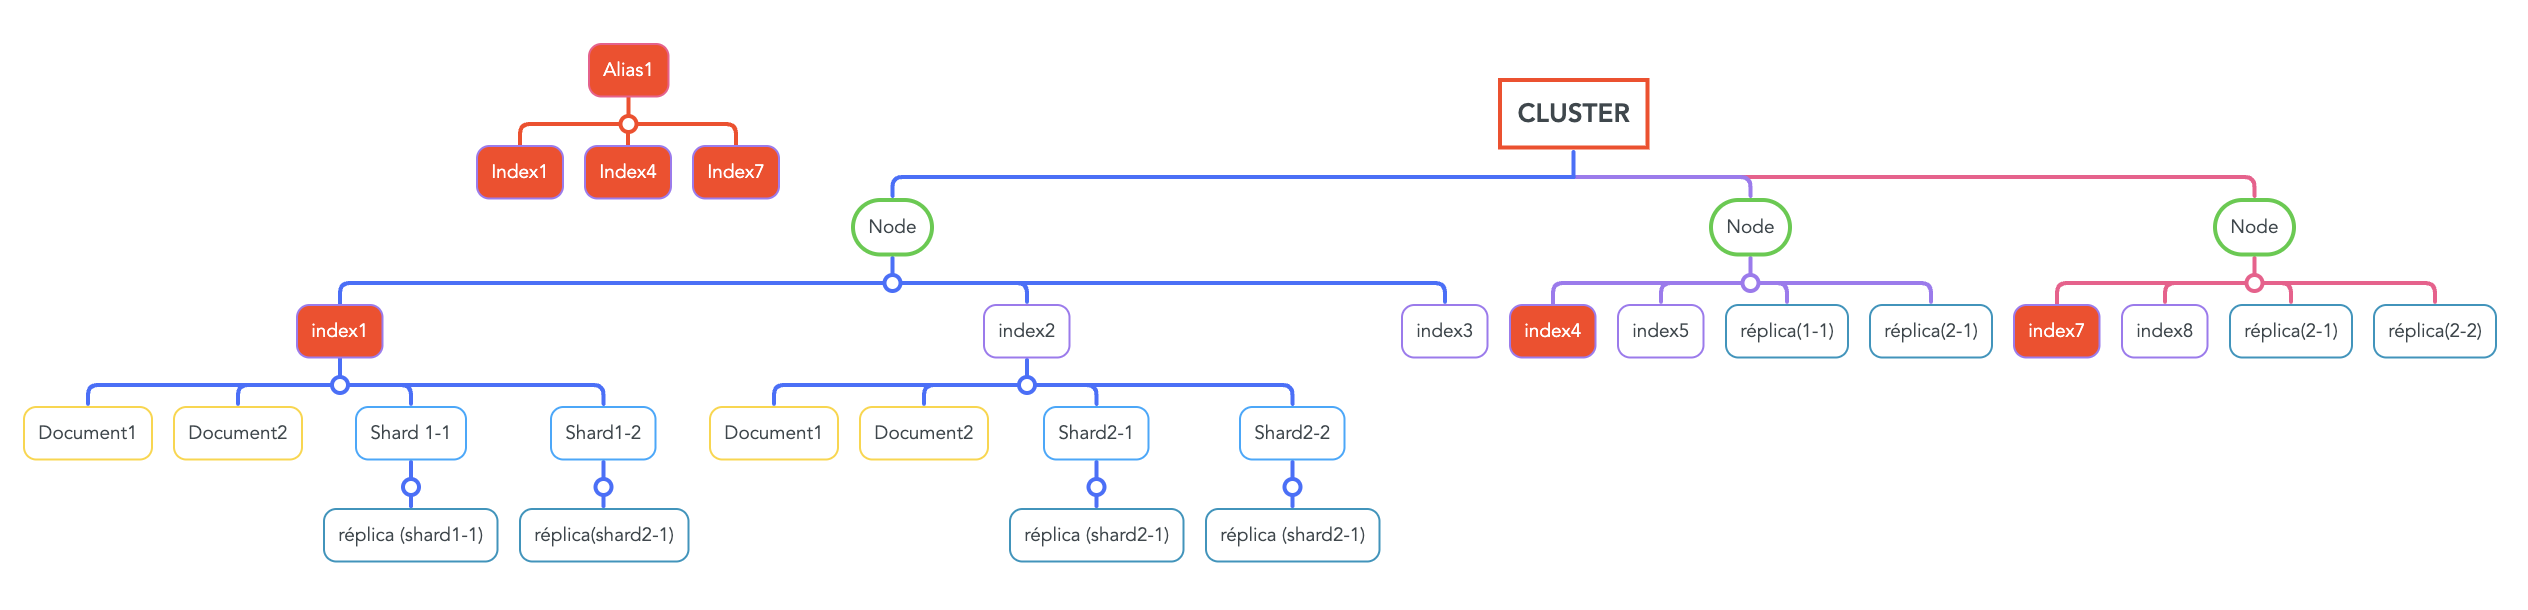 Alias1
CLUSTER
Index1
Index4
Index7
Node
Node
Node
index1
index2
index3
index4
index5
réplica(1-1)
réplica(2-1)
index7
index8
réplica(2-1)
réplica(2-2)
Document1
Document2
Shard 1-1
Shard1-2
Document1
Document2
Shard2-1
Shard2-2
réplica (shard1-1)
réplica(shard2-1)
réplica (shard2-1)
réplica (shard2-1)